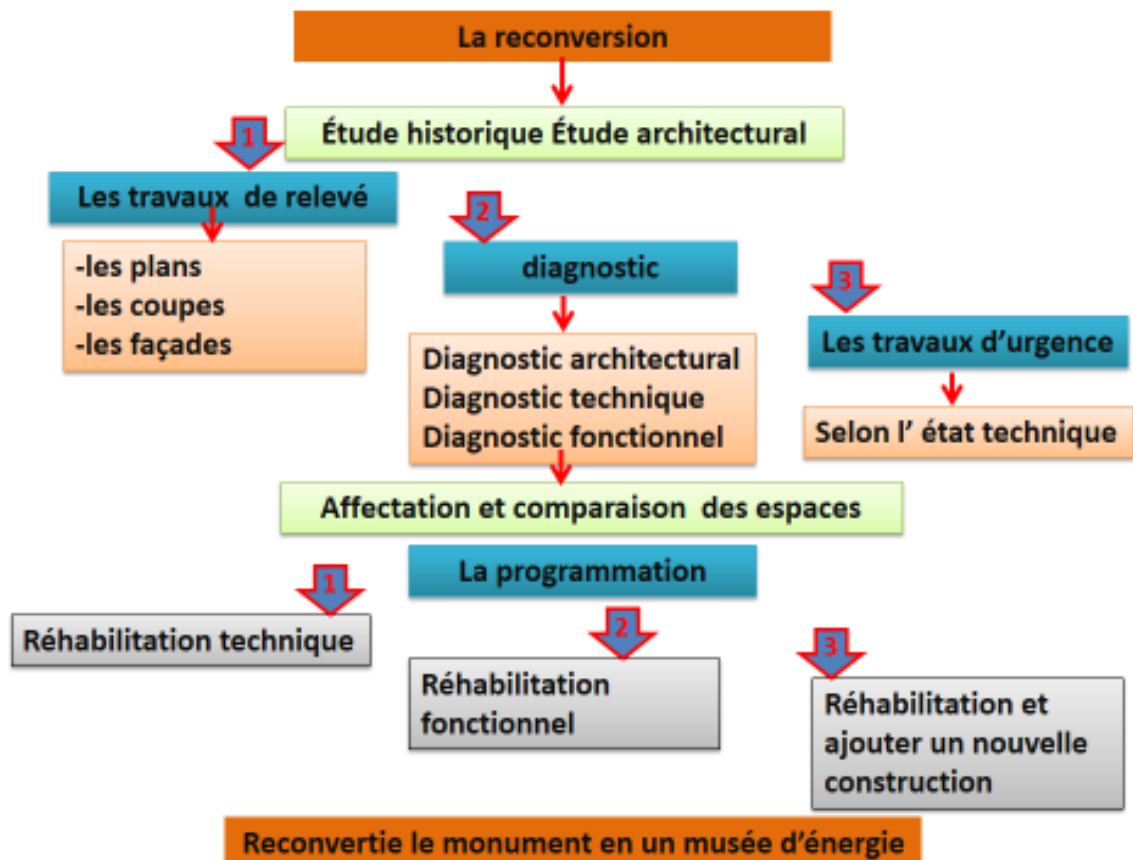 La reconversion
Étude historique Étude architectural
1
Les travaux de relevé
-les plans
-les coupes
-les façades
2
diagnostic
Diagnostic architectural
Diagnostic technique
Diagnostic fonctionnel
3
Les travaux d’urgence
Selon l’ état technique
Affectation et comparaison des espaces
La programmation
1
Réhabilitation technique
2
Réhabilitation
fonctionnel
3
Réhabilitation et
ajouter un nouvelle
construction
Reconvertie le monument en un musée d’énergie